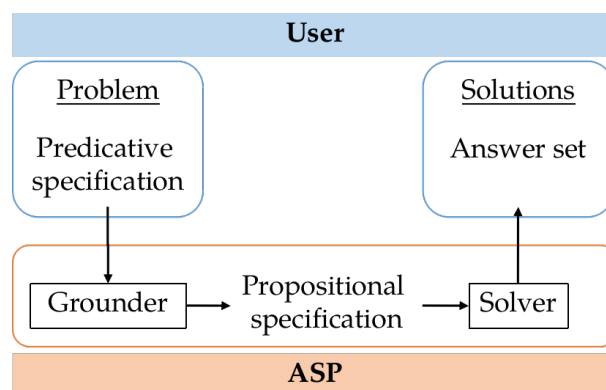 User
Problem
Predicative
specification
Solutions
Answer set
Grounder
Propositional
specification
Solver
ASP